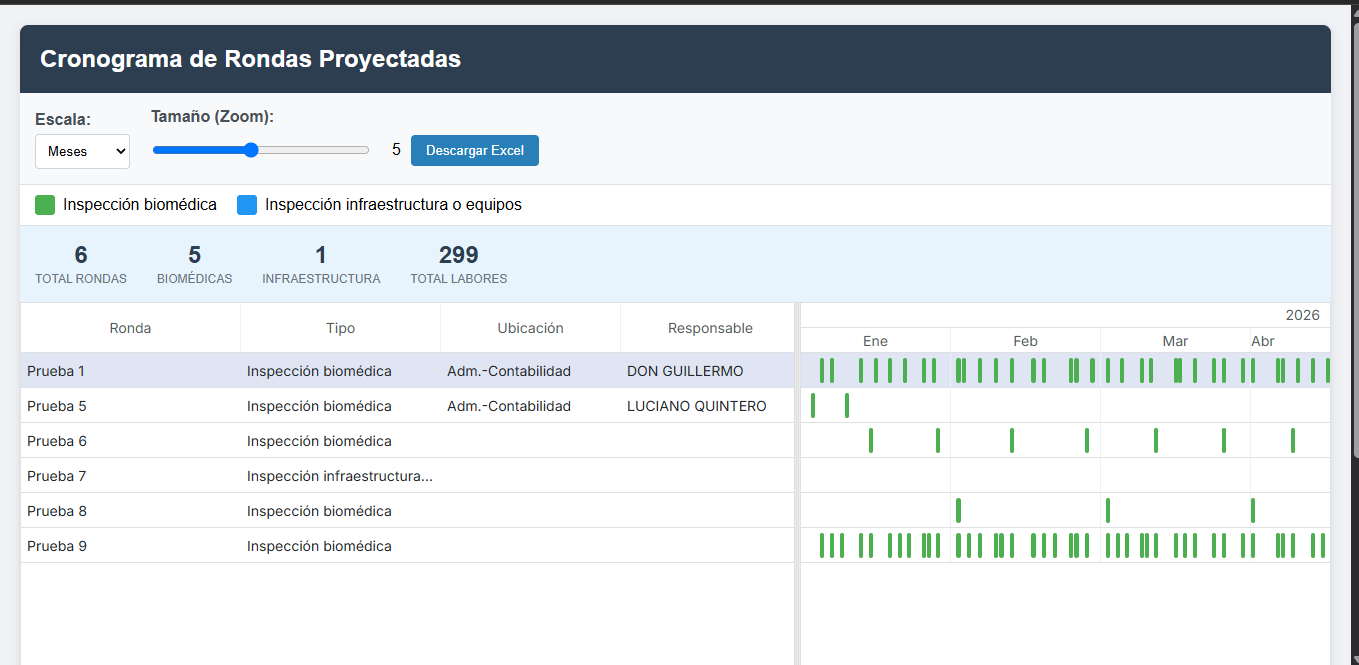 Cronograma de Rondas Proyectadas
Escala:
Tamaño (Zoom):
Meses
5
Descargar Excel
Inspección biomédica
Inspección infraestructura o equipos
6
5
1
299
TOTAL RONDAS
BIOMÉDICAS
INFRAESTRUCTURA
TOTAL LABORES
Ronda
Tipo
Ubicación
Responsable
2026
Ene
Feb
Mar
Abr
Prueba 1 Inspección biomédica Adm.-Contabilidad DON GUILLERMO
Prueba 5 Inspección biomédica Adm.-Contabilidad LUCIANO QUINTERO
Prueba 6 Inspección biomédica
Prueba 7 Inspección infraestructura...
Prueba 8 Inspección biomédica
Prueba 9 Inspección biomédica